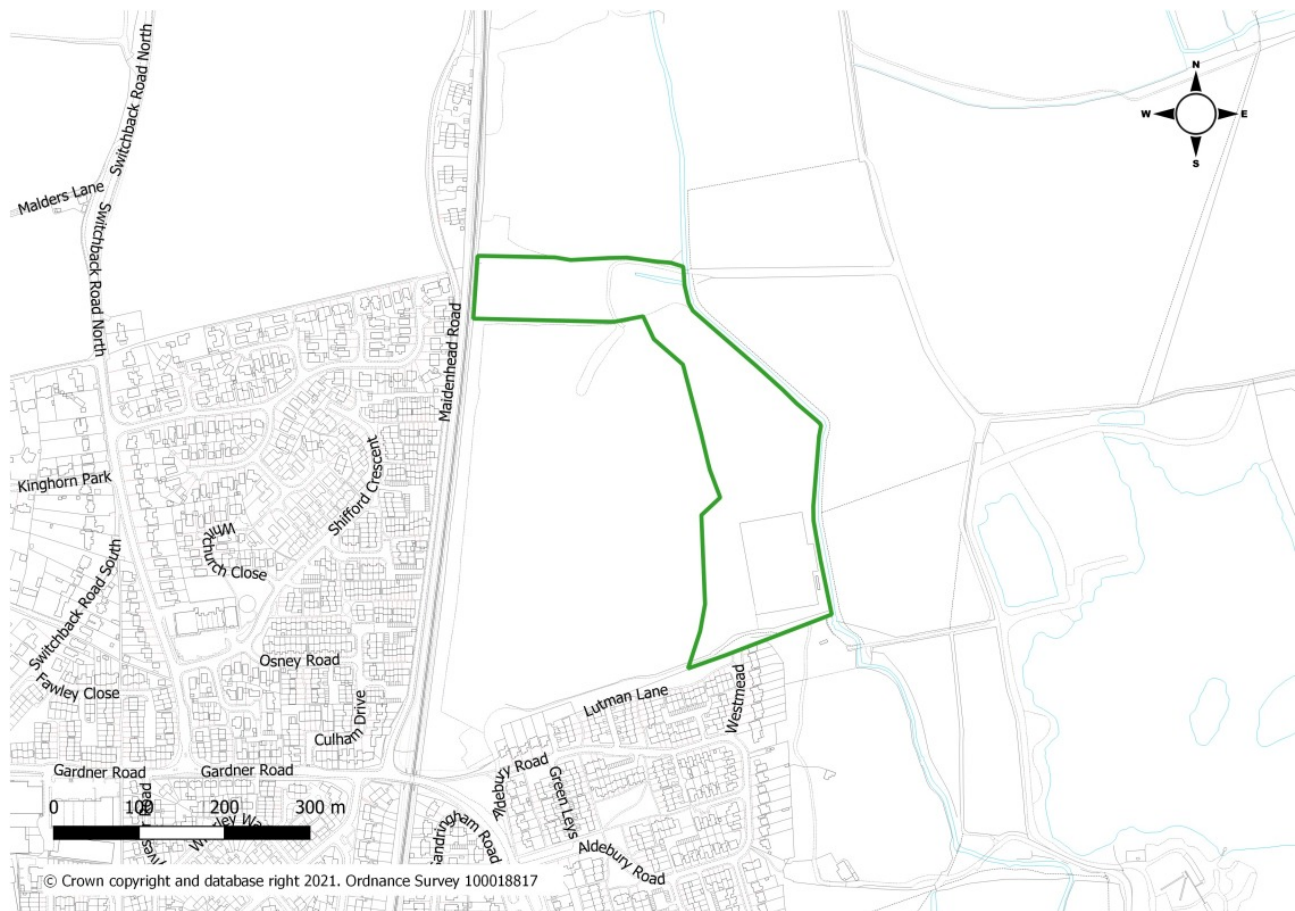 Switchback Road North
N
W
E
S
Malders Lane
Switchback Road North
Maidenhead Road
Kinghorn Park
Shifford Crescent
Whitchurch Close
Switchback Road South
Osney Road
Fawley Close
Lutman Lane
Westmead
Culham Drive
Gardner Road
Gardner Road
Aldebury Road
Green Leys
0 100 200 300 m
Road
Sandringham Road
Aldebury Road
© Crown copyright and database right 2021. Ordnance Survey 100018817